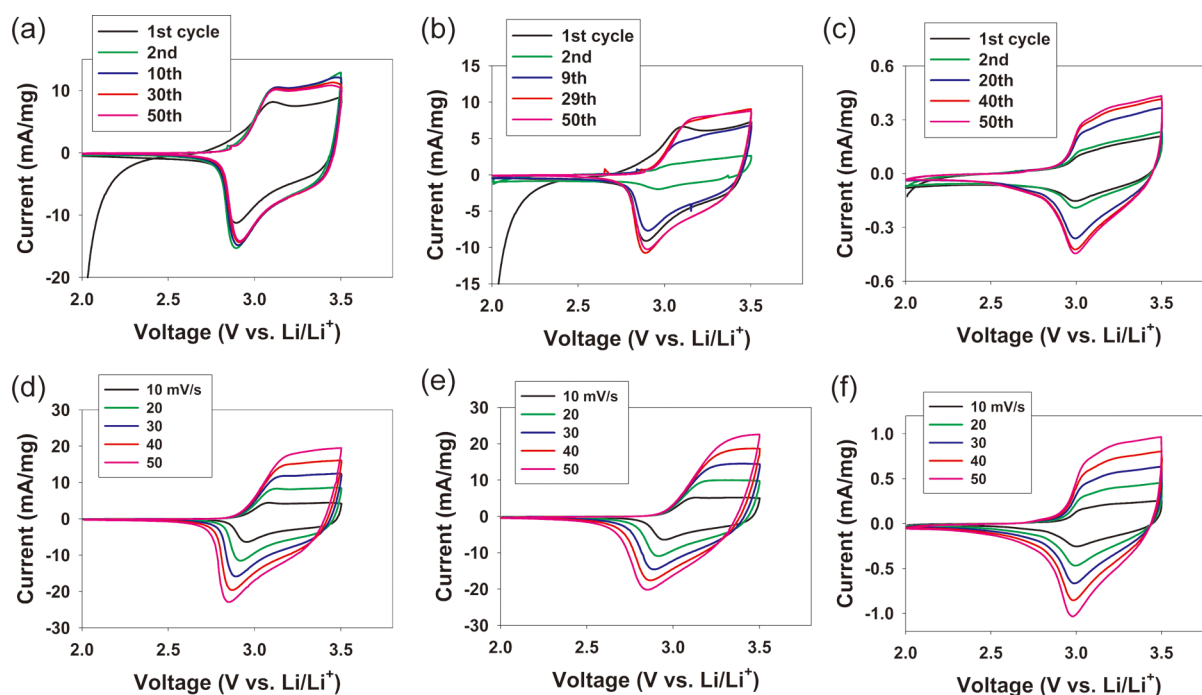 (a)
1st cycle
2nd
10th
30th
50th
Current (mA/mg)
10
0
-10
-20
2.0 2.5 3.0 3.5
Voltage (V vs. Li/Li+)
(b)
1st cycle
2nd
9th
29th
50th
Current (mA/mg)
15
10
5
0
-5
-10
-15
2.0 2.5 3.0 3.5
Voltage (V vs. Li/Li+)
(c)
1st cycle
2nd
20th
40th
50th
Current (mA/mg)
0.6
0.3
0.0
-0.3
-0.6
2.0 2.5 3.0 3.5
Voltage (V vs. Li/Li+)
(d)
10 mV/s
20
30
40
50
Current (mA/mg)
30
20
10
0
-10
-20
-30
2.0 2.5 3.0 3.5
Voltage (V vs. Li/Li+)
(e)
10 mV/s
20
30
40
50
Current (mA/mg)
30
20
10
0
-10
-20
-30
2.0 2.5 3.0 3.5
Voltage (V vs. Li/Li+)
(f)
10 mV/s
20
30
40
50
Current (mA/mg)
1.0
0.5
0.0
-0.5
-1.0
2.0 2.5 3.0 3.5
Voltage (V vs. Li/Li+)